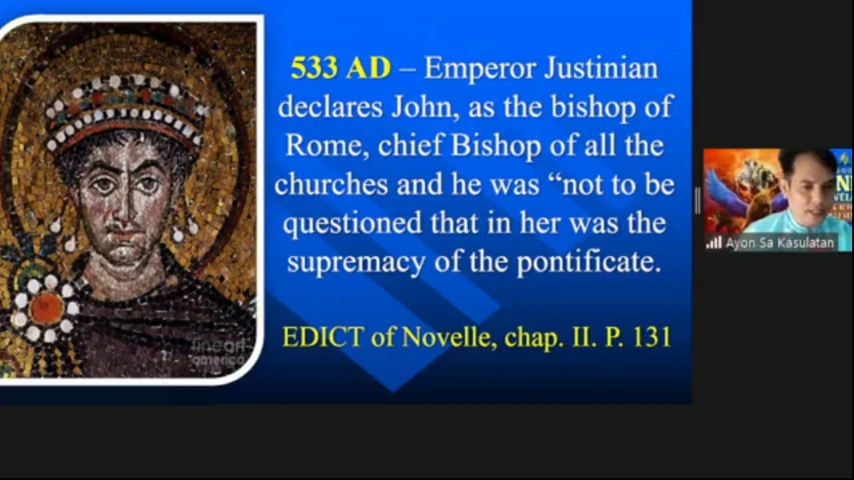 533 AD – Emperor Justinian
declares John, as the bishop of
Rome, chief Bishop of all the
churches and he was “not to be
questioned that in her was the
supremacy of the pontificate.
EDICT of Novelle, chap. II. P. 131
fineart
america
Ayon Sa Kasulatan